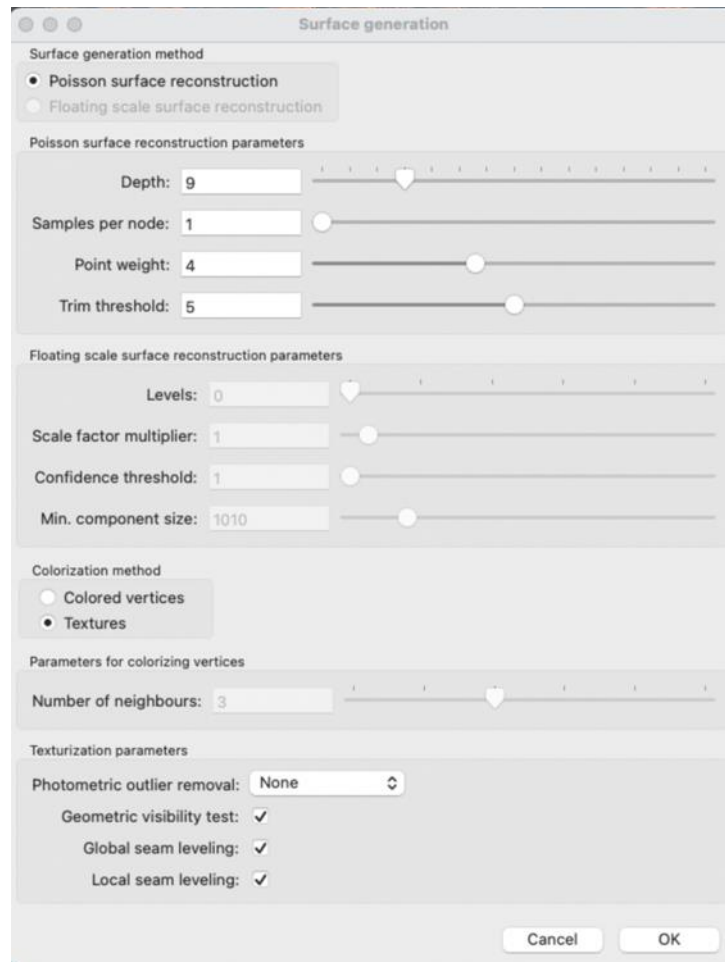 Surface generation
Surface generation method
Poisson surface reconstruction
Floating scale surface reconstruction
Poisson surface reconstruction parameters
Depth: 9
Samples per node: 1
Point weight: 4
Trim threshold: 5
Floating scale surface reconstruction parameters
Levels: 0
Scale factor multiplier: 1
Confidence threshold: 1
Min. component size: 1010
Colorization method
Colored vertices
Textures
Parameters for colorizing vertices
Number of neighbours: 3
Texturization parameters
Photometric outlier removal: None
Geometric visibility test:
Global seam leveling:
Local seam leveling:
Cancel OK